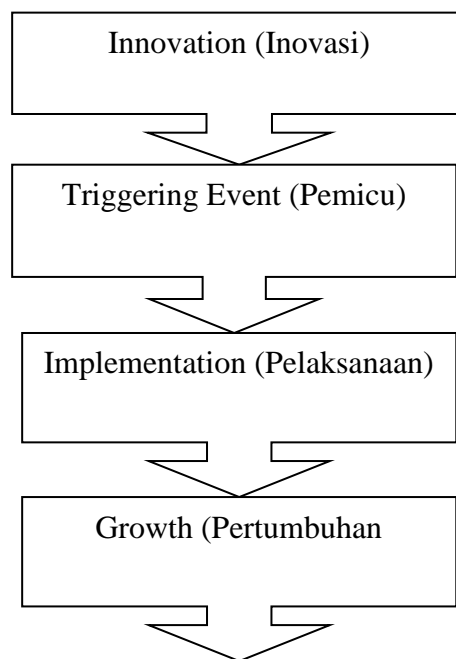 Innovation (Inovasi)
Triggering Event (Pemicu)
Implementation (Pelaksanaan)
Growth (Pertumbuhan